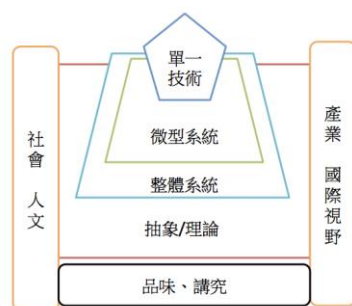 單一
技術
微型系統
整體系統
抽象/理論
品味、講究
社會 人文
產業 國際視野